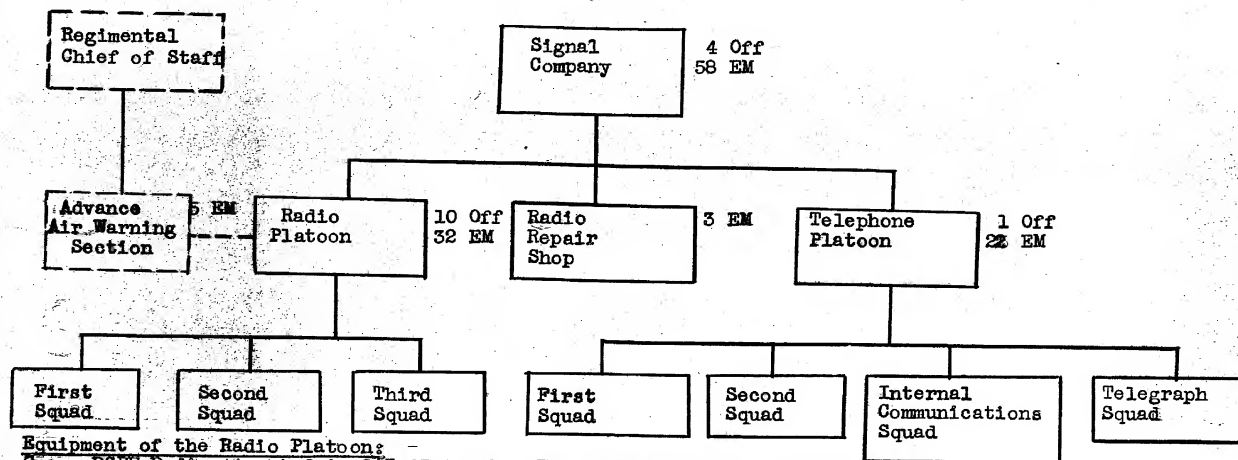 Regimental
Chief of Staff
Signal
Company
4 Off
58 EM
Advance
Air Warning
Section
5 EM
Radio
Platoon
10 Off
32 EM
Radio
Repair
Shop
3 EM
Telephone
Platoon
1 Off
22 EM
First
Squad
Second
Squad
Third
Squad
First
Squad
Second
Squad
Internal
Communications
Squad
Telegraph
Squad
Equipment of the Radio Platoon: